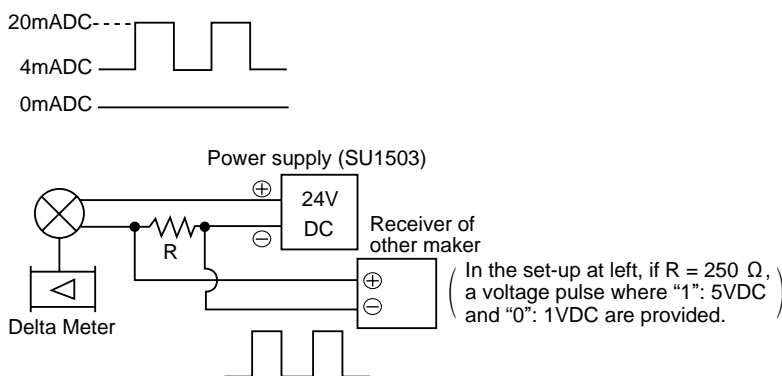 20mADC
4mADC
0mADC
Power supply (SU1503)
⊕
24V
DC
⊖
R
Receiver of
other maker
⊕
⊖
In the set-up at left, if R = 250 Ω,
a voltage pulse where “1”: 5VDC
and “0”: 1VDC are provided.
Delta Meter